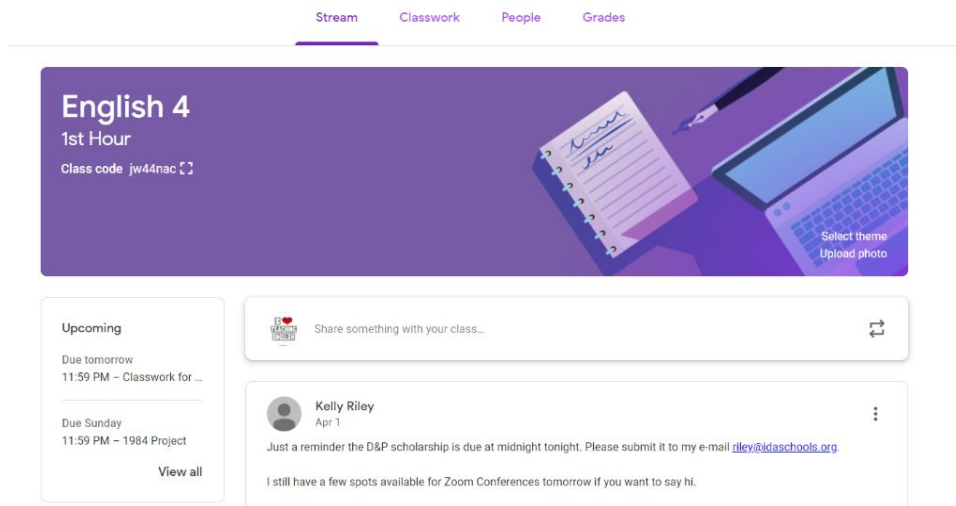 Stream Classwork People Grades
English 4
1st Hour
Class code jw44nac
Select theme
Upload photo
Upcoming
Due tomorrow
11:59 PM – Classwork for ...
Due Sunday
11:59 PM – 1984 Project
View all
I
TEACHING
ENGLISH
Share something with your class...
Kelly Riley
Apr 1
Just a reminder the D&P scholarship is due at midnight tonight. Please submit it to my e-mail riley@idaschools.org.
I still have a few spots available for Zoom Conferences tomorrow if you want to say hi.